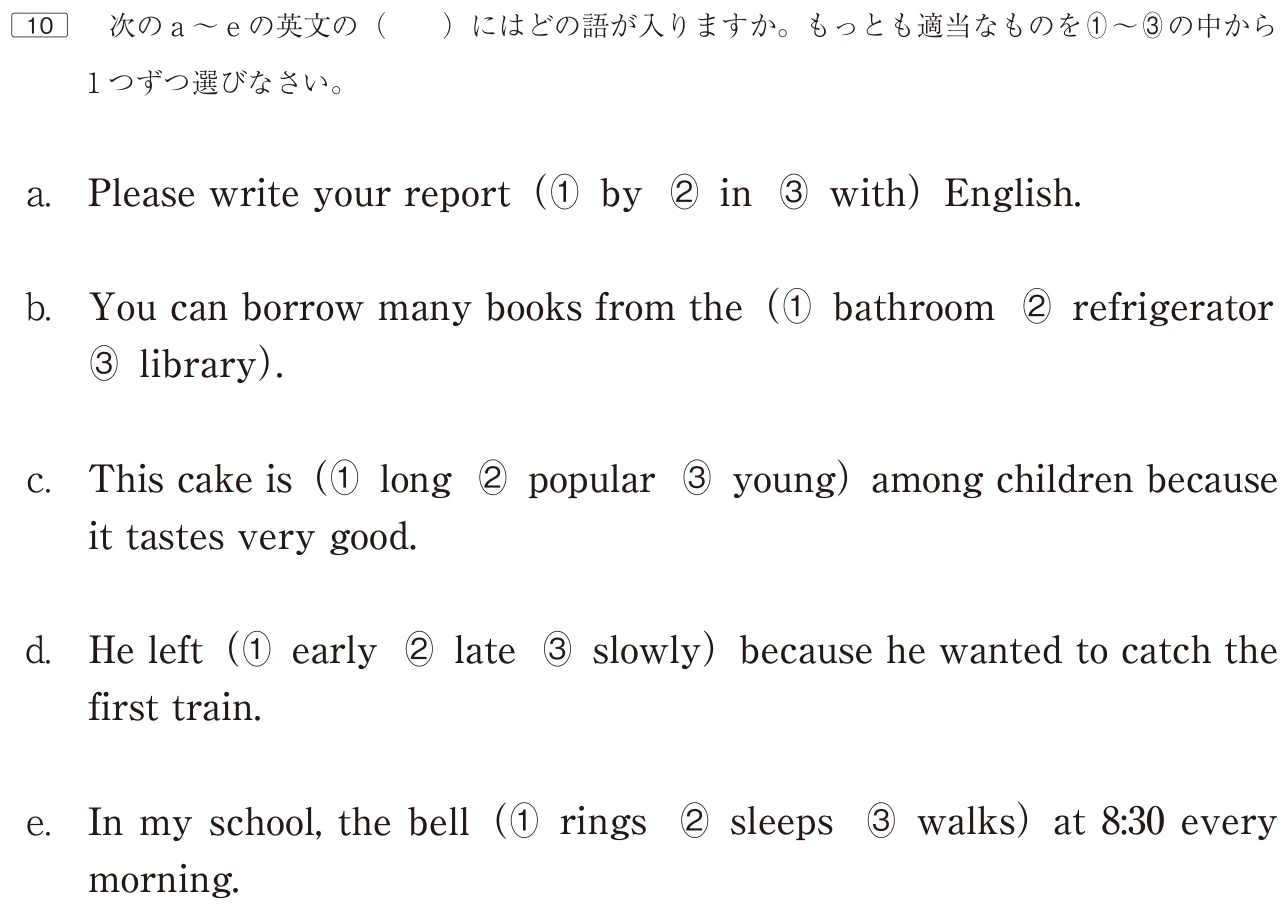 10 次のa～eの英文の（　　）にはどの語が入りますか。もっとも適当なものを①～③の中から
1つずつ選びなさい。
a. Please write your report（① by ② in ③ with）English.
b. You can borrow many books from the（① bathroom ② refrigerator
③ library）.
c. This cake is（① long ② popular ③ young）among children because
it tastes very good.
d. He left（① early ② late ③ slowly）because he wanted to catch the
first train.
e. In my school, the bell（① rings ② sleeps ③ walks）at 8:30 every
morning.